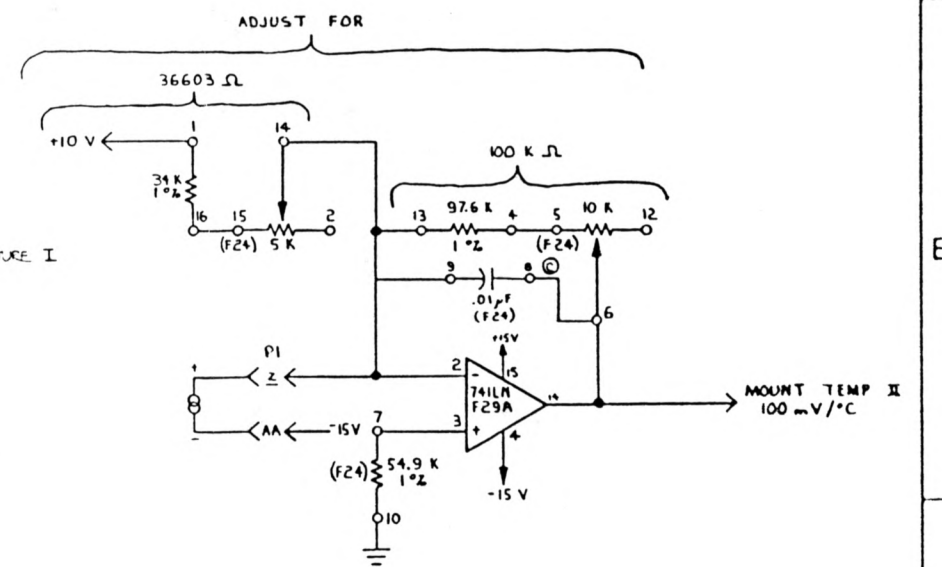 ADJUST FOR
36603 Ω
+10 V
1
14
34 K
1%
16
15
(F24)
5 K
2
100 K Ω
13
97.6 K
1%
4
5
(F24)
10 K
12
I
9
.01μF
(F24)
8
C
6
E
P1
+
Z
-
AA
-15V
7
(F24)
54.9 K
1%
10
2
-
3
+
741LN
F29A
+15V
15
14
4
-15 V
MOUNT TEMP II
100 mV/°C